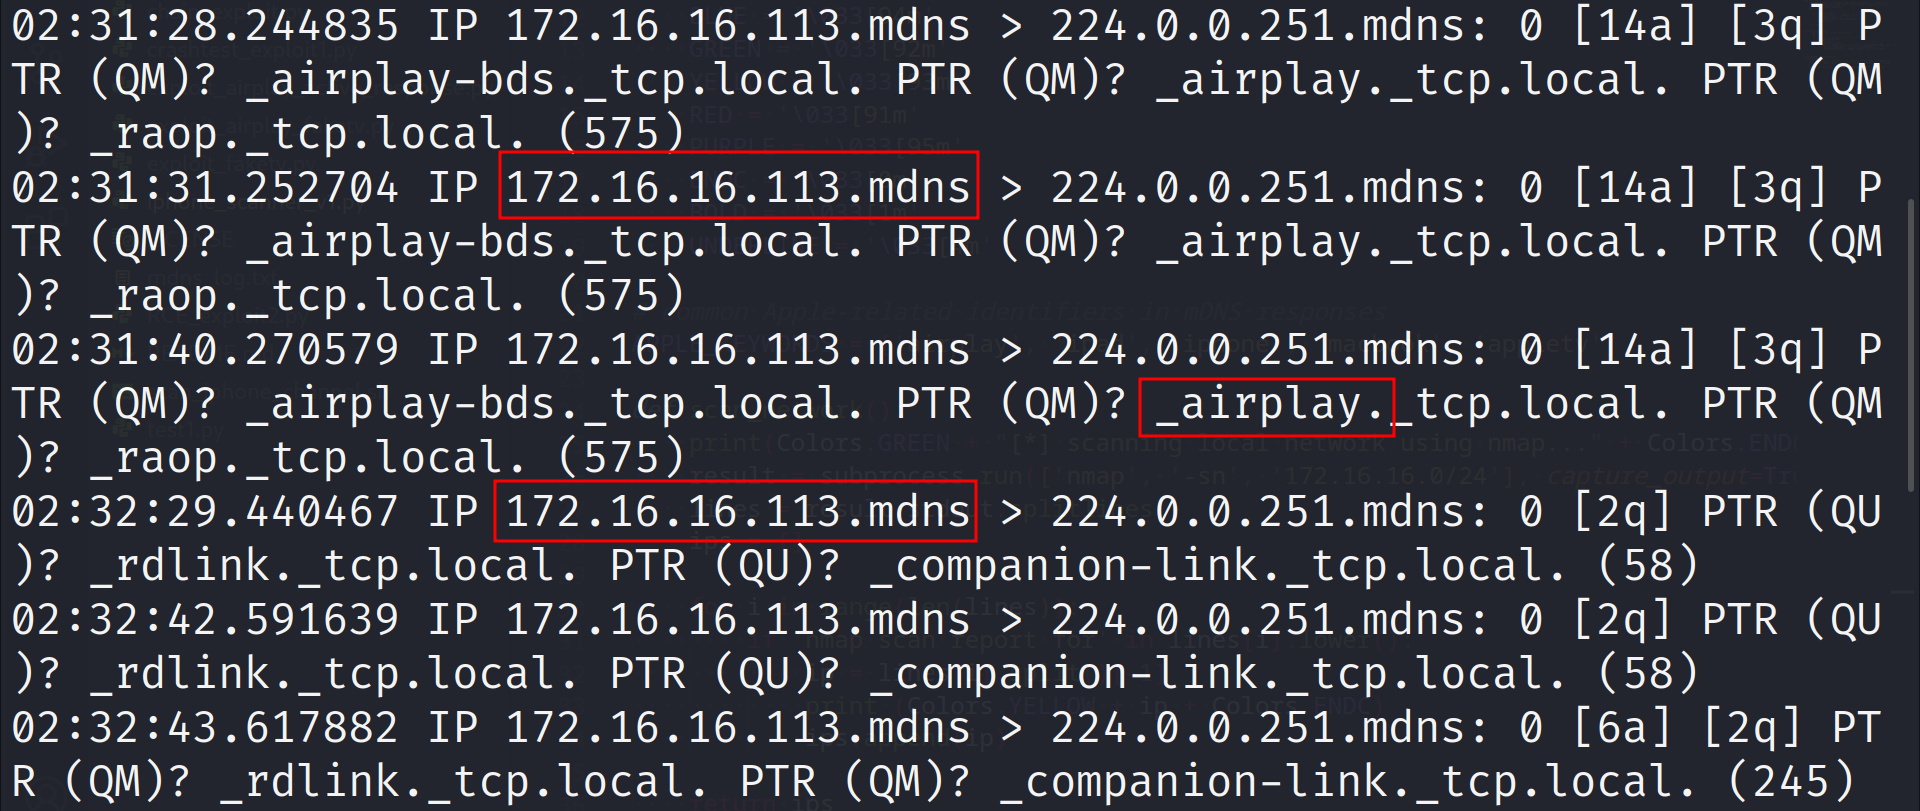 02:31:28.244835 IP 172.16.16.113.mdns > 224.0.0.251.mdns: 0 [14a] [3q] P
TR (QM)? _airplay-bds._tcp.local. PTR (QM)? _airplay._tcp.local. PTR (QM
)? _raop._tcp.local. (575)
02:31:31.252704 IP 172.16.16.113.mdns > 224.0.0.251.mdns: 0 [14a] [3q] P
TR (QM)? _airplay-bds._tcp.local. PTR (QM)? _airplay._tcp.local. PTR (QM
)? _raop._tcp.local. (575)
02:31:40.270579 IP 172.16.16.113.mdns > 224.0.0.251.mdns: 0 [14a] [3q] P
TR (QM)? _airplay-bds._tcp.local. PTR (QM)? _airplay._tcp.local. PTR (QM
)? _raop._tcp.local. (575)
02:32:29.440467 IP 172.16.16.113.mdns > 224.0.0.251.mdns: 0 [2q] PTR (QU
)? _rdlink._tcp.local. PTR (QU)? _companion-link._tcp.local. (58)
02:32:42.591639 IP 172.16.16.113.mdns > 224.0.0.251.mdns: 0 [2q] PTR (QU
)? _rdlink._tcp.local. PTR (QU)? _companion-link._tcp.local. (58)
02:32:43.617882 IP 172.16.16.113.mdns > 224.0.0.251.mdns: 0 [6a] [2q] PT
R (QM)? _rdlink._tcp.local. PTR (QM)? _companion-link._tcp.local. (245)